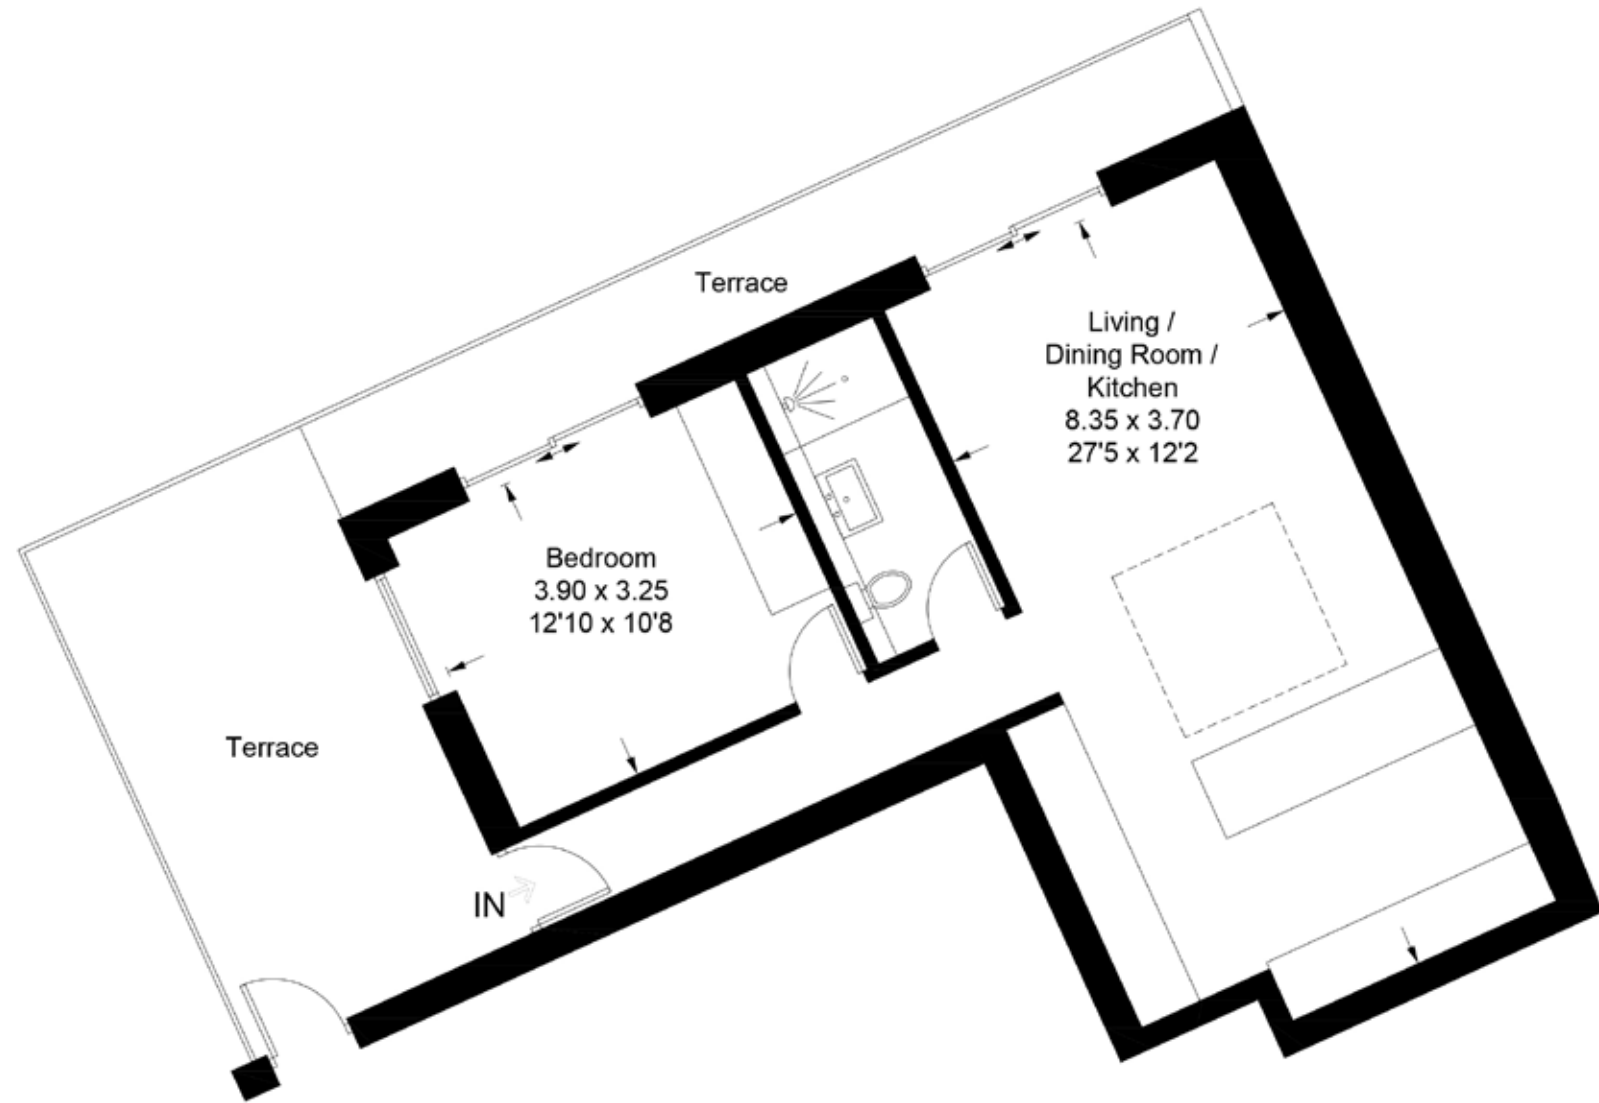 Terrace
Living /
Dining Room /
Kitchen
8.35 x 3.70
27'5 x 12'2
Bedroom
3.90 x 3.25
12'10 x 10'8
Terrace
IN